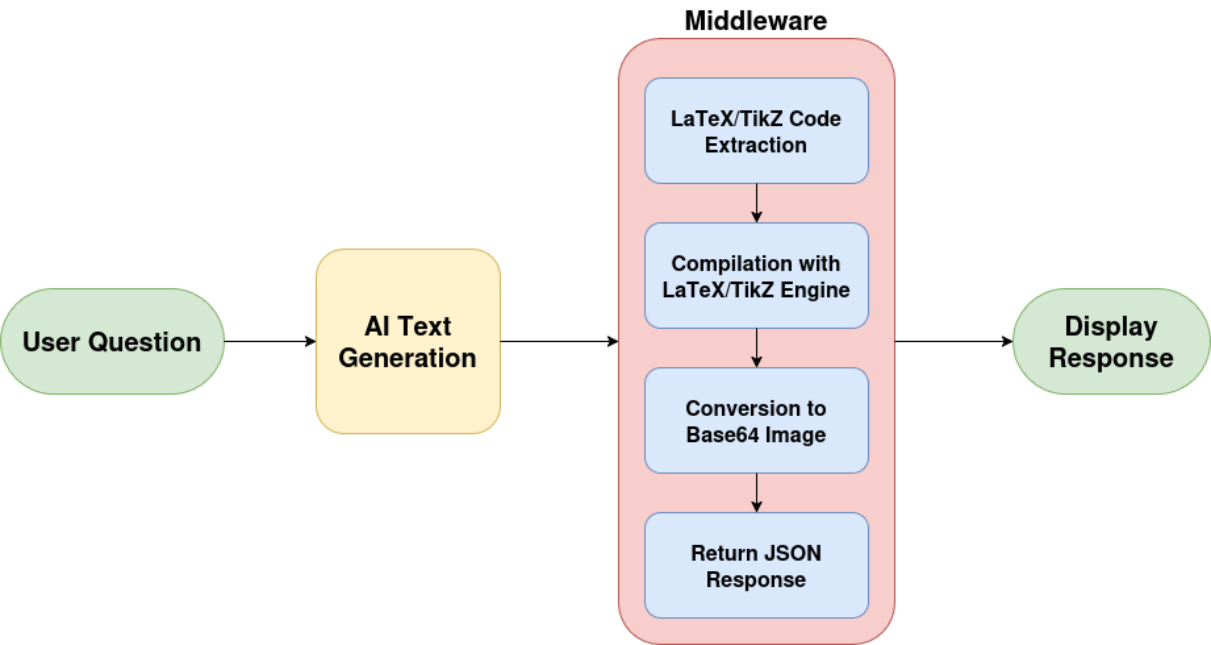 Middleware
LaTeX/TikZ Code
Extraction
Compilation with
LaTeX/TikZ Engine
User Question
AI Text
Generation
Display
Response
Conversion to
Base64 Image
Return JSON
Response